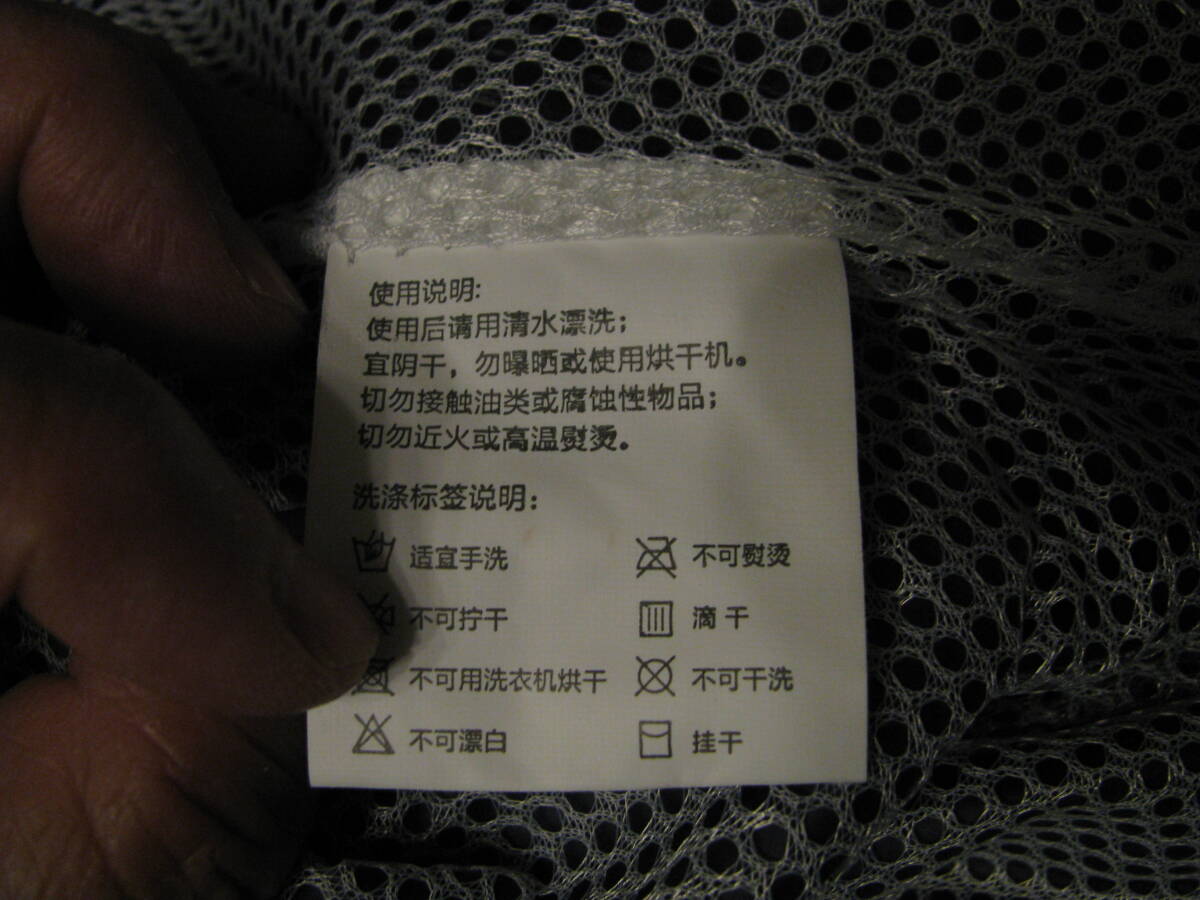 使用说明:
使用后请用清水漂洗；
宜阴干，勿曝晒或使用烘干机。
切勿接触油类或腐蚀性物品；
切勿近火或高温熨烫。
洗涤标签说明：
适宜手洗 不可熨烫
不可拧干 滴干
不可用洗衣机烘干 不可干洗
不可漂白 挂干